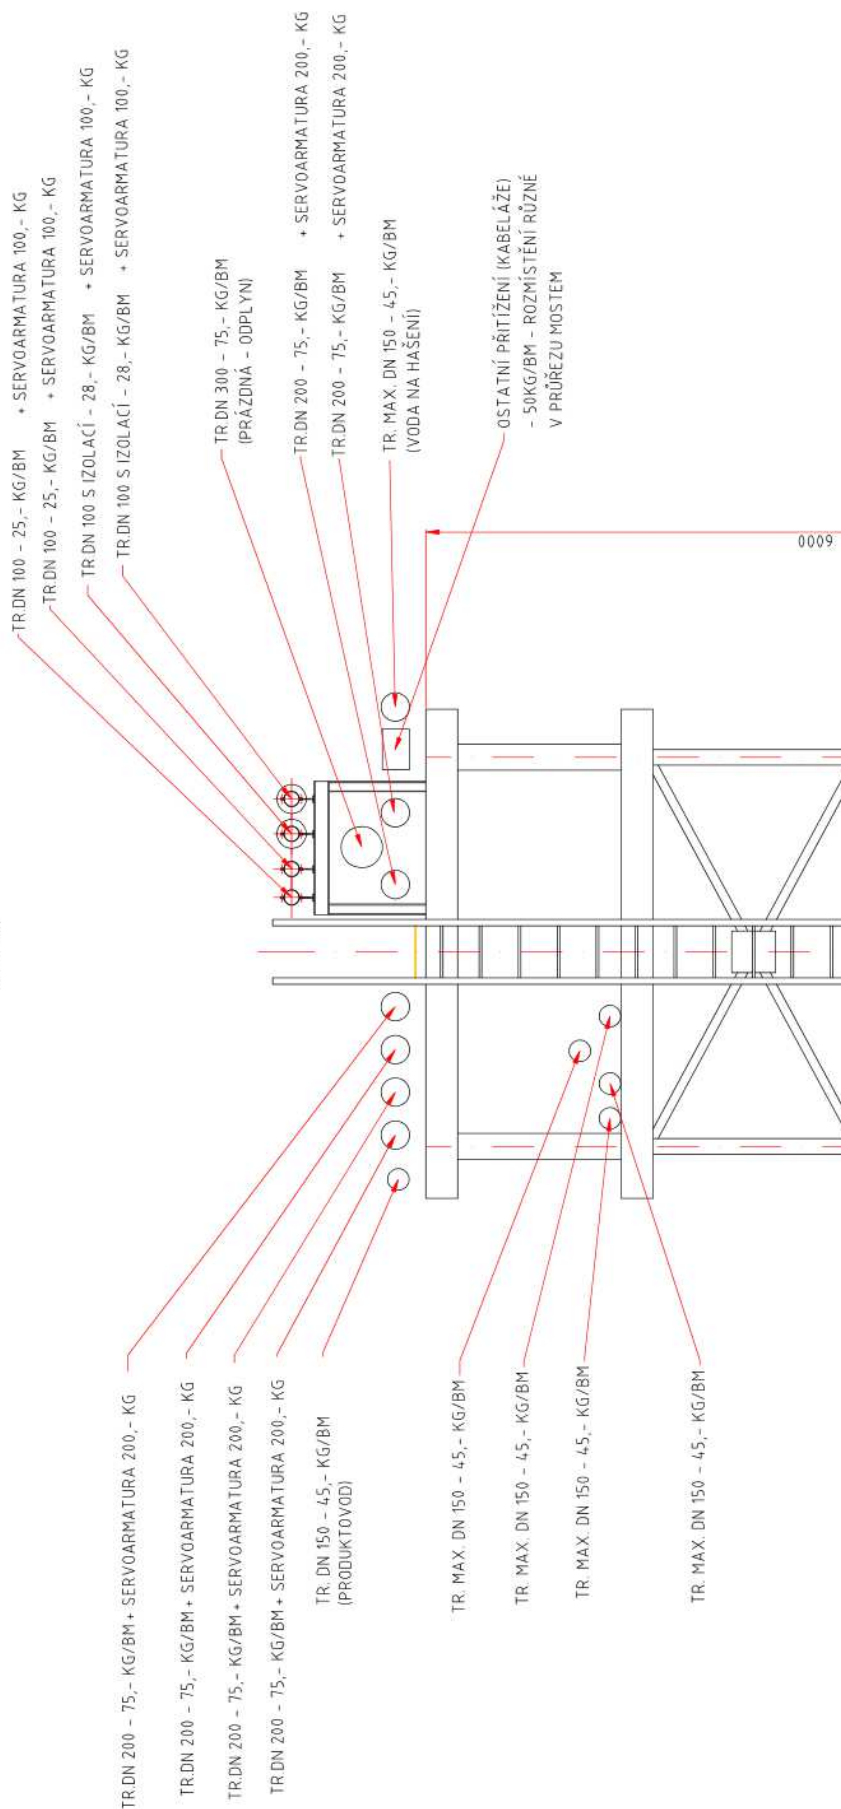 TR.DN 100 - 25,- KG/BM + SERVOARMATURA 100,- KG
TR.DN 100 - 25,- KG/BM + SERVOARMATURA 100,- KG
TR.DN 100 S IZOLACÍ - 28,- KG/BM + SERVOARMATURA 100,- KG
TR.DN 100 S IZOLACÍ - 28,- KG/BM + SERVOARMATURA 100,- KG
TR.DN 300 - 75,- KG/BM
(PRÁZDNÁ - ODPLYN)
TR.DN 200 - 75,- KG/BM + SERVOARMATURA 200,- KG
TR.DN 200 - 75,- KG/BM + SERVOARMATURA 200,- KG
TR. MAX. DN 150 - 45,- KG/BM
(VODA NA HAŠENÍ)
OSTATNÍ PŘITÍŽENÍ (KABELÁŽE)
- 50KG/BM - ROZMÍSTĚNÍ RŮZNĚ
V PRŮŘEZU MOSTEM
6000
TR.DN 200 - 75,- KG/BM + SERVOARMATURA 200,- KG
TR.DN 200 - 75,- KG/BM + SERVOARMATURA 200,- KG
TR.DN 200 - 75,- KG/BM + SERVOARMATURA 200,- KG
TR.DN 200 - 75,- KG/BM + SERVOARMATURA 200,- KG
TR. DN 150 - 45,- KG/BM
(PRODUKTOVOD)
TR. MAX. DN 150 - 45,- KG/BM
TR. MAX. DN 150 - 45,- KG/BM
TR. MAX. DN 150 - 45,- KG/BM
TR. MAX. DN 150 - 45,- KG/BM